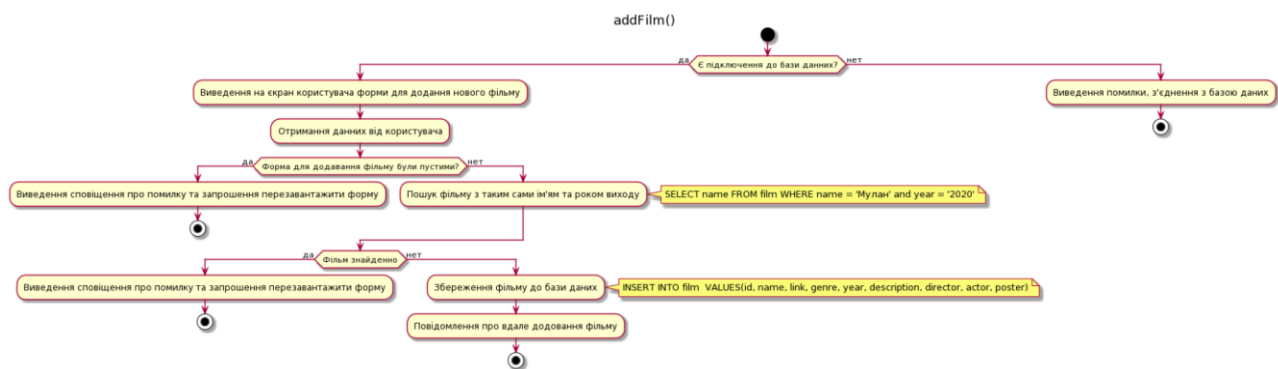 addFilm()
да
Є підключення до бази данних?
нет
Виведення на єкран користувача форми для додання нового фільму
Виведення помилки, з'єднення з базою даних
Отримання данних від користувача
да
Форма для додавання фільму були пустими?
нет
Виведення сповіщення про помилку та запрошення перезавантажити форму
Пошук фільму з таким сами ім'ям та роком виходу
SELECT name FROM film WHERE name = 'Мулан' and year = '2020'
да
Фільм знайденно
нет
Виведення сповіщення про помилку та запрошення перезавантажити форму
Збереження фільму до бази даних
INSERT INTO film  VALUES(id, name, link, genre, year, description, director, actor, poster)
Повідомлення про вдале додовання фільму